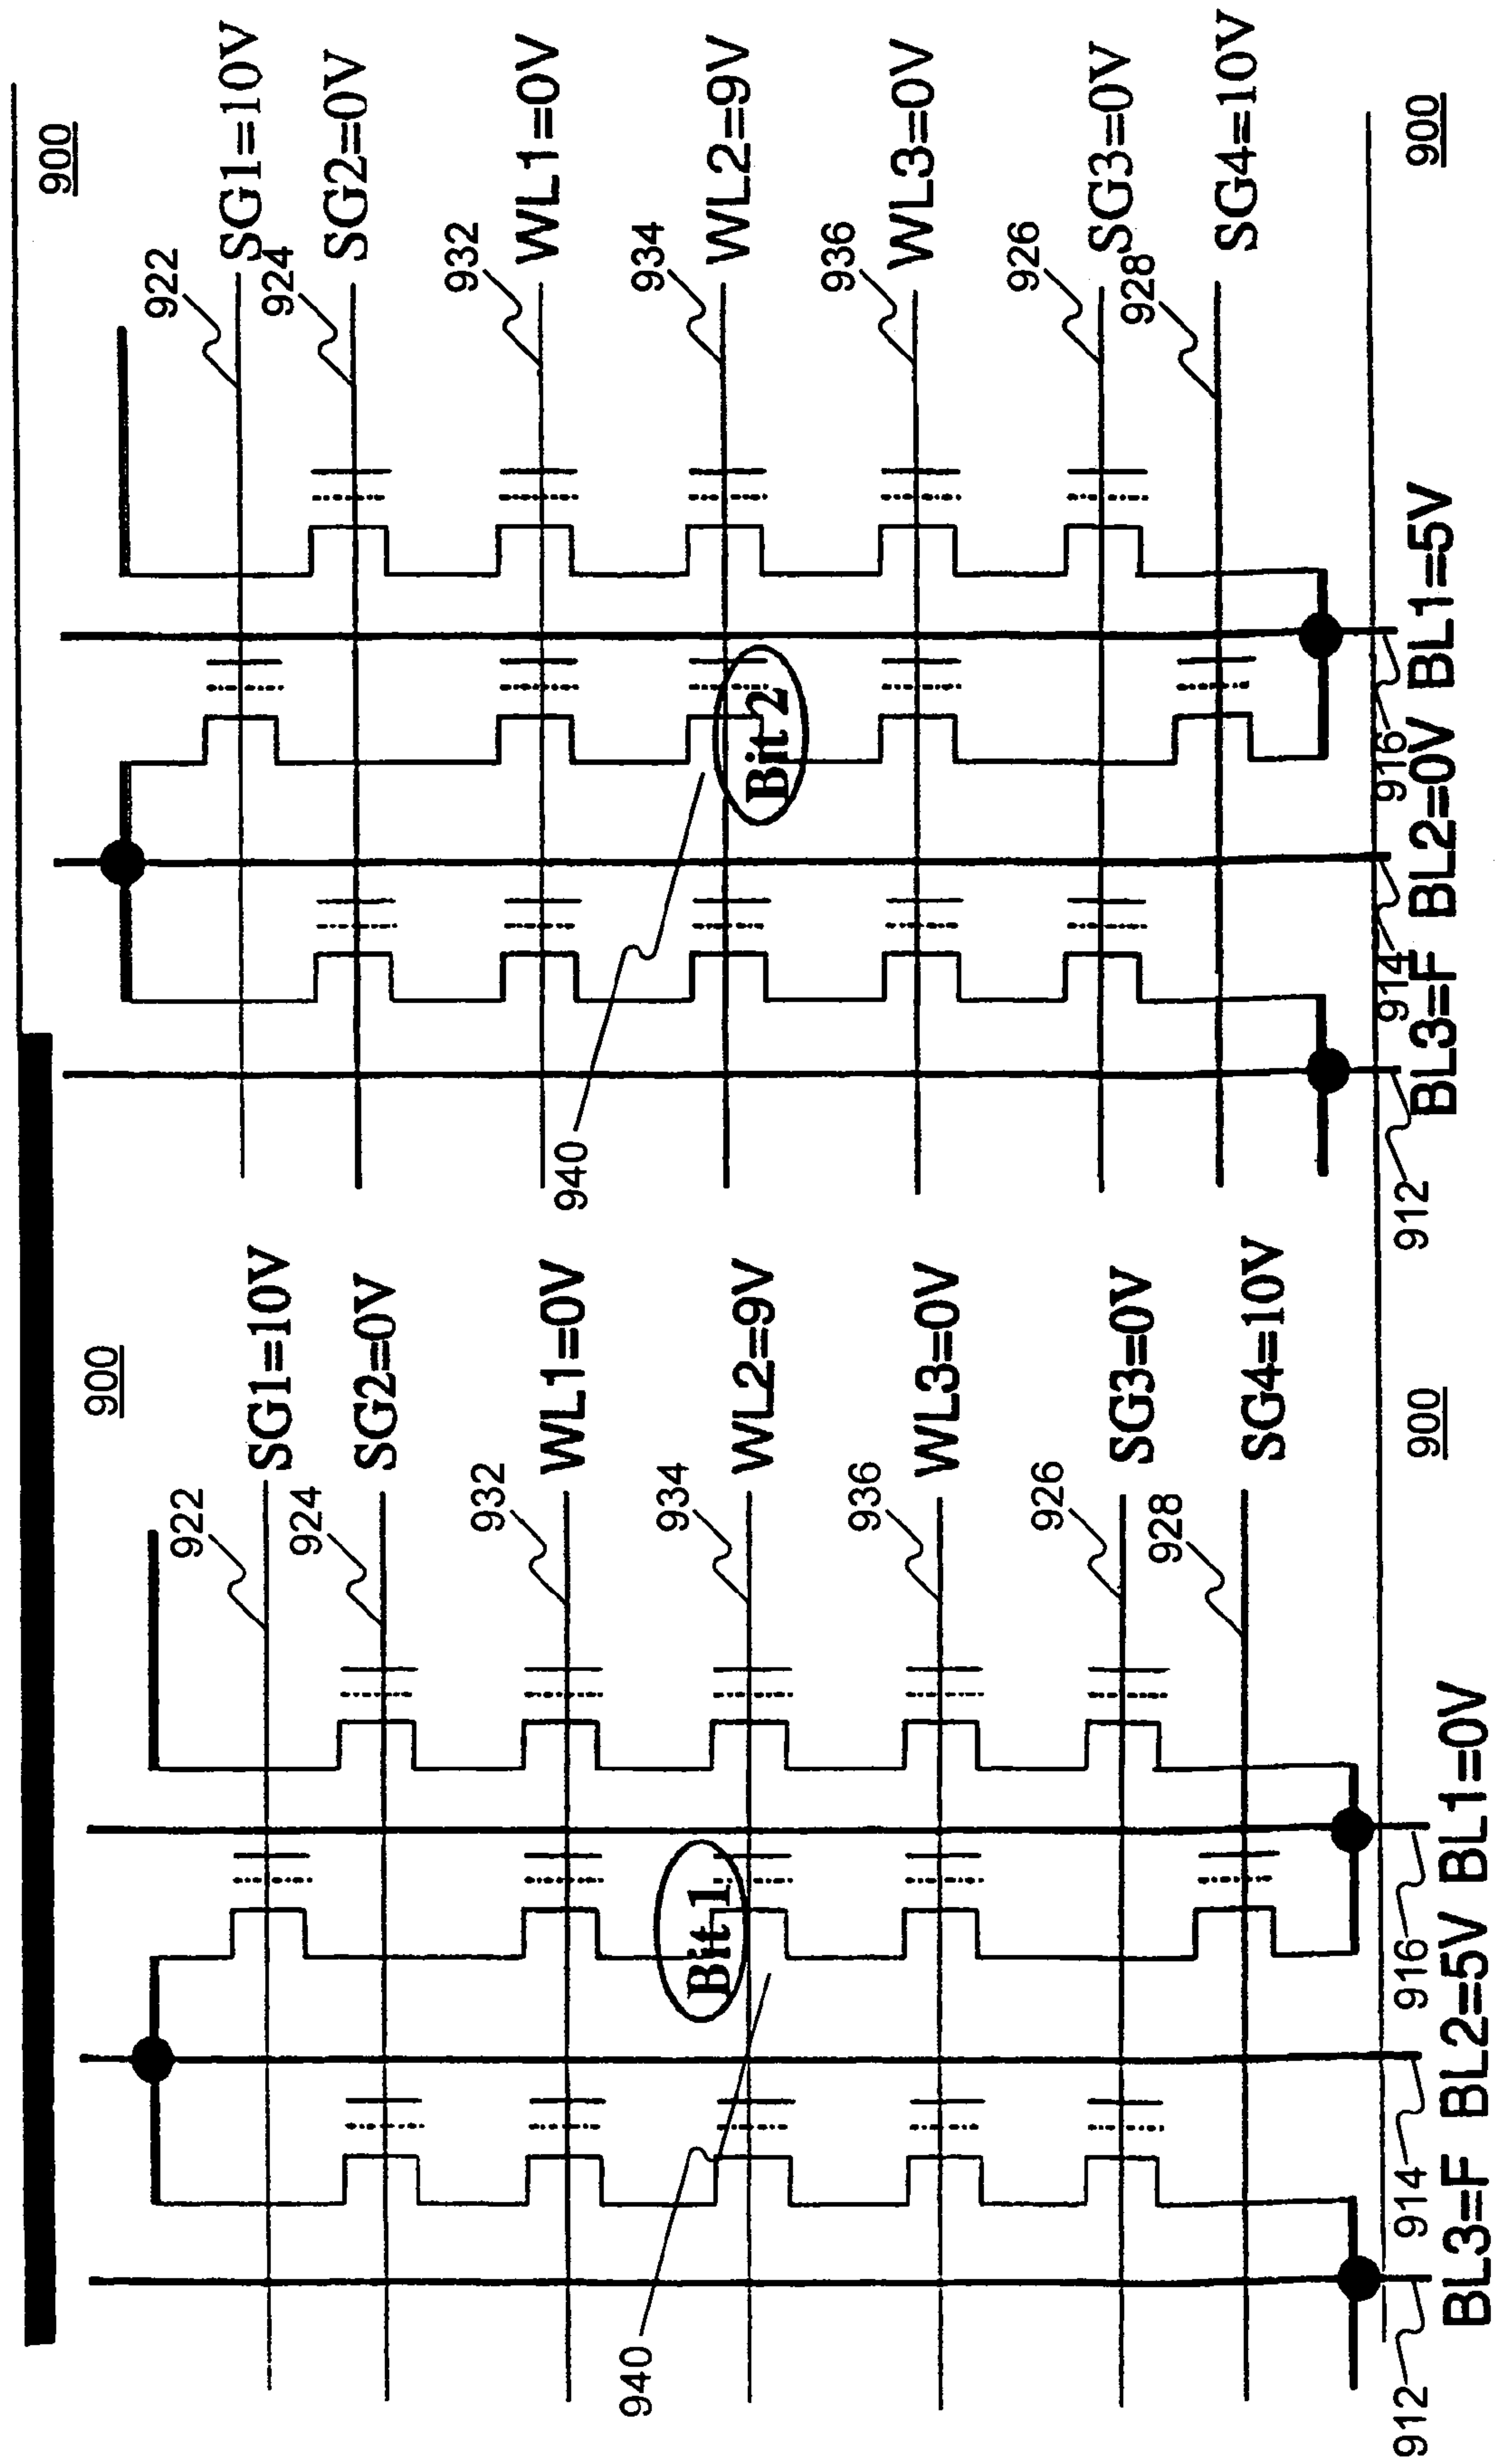 900
922
SG1=10V
924
SG2=0V
932
WL1=0V
934
WL2=9V
936
WL3=0V
926
SG3=0V
928
SG4=10V
Bit 1
940
900
912
914
916
BL3=F BL2=5V BL1=0V
900
922
SG1=10V
924
SG2=0V
932
WL1=0V
934
WL2=9V
936
WL3=0V
926
SG3=0V
928
SG4=10V
Bit 2
940
900
912
914
916
BL3=F BL2=0V BL1=5V